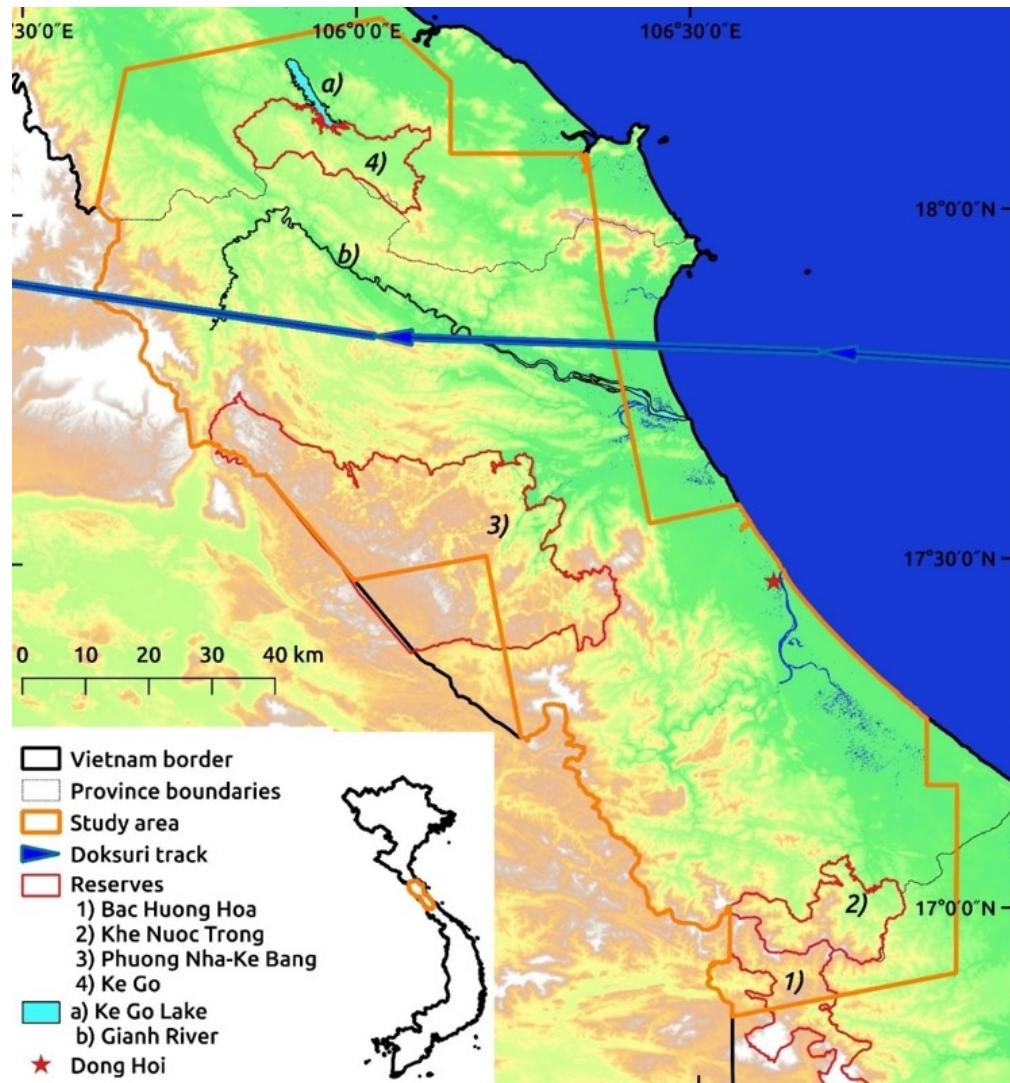 30′0″E
106°0′0″E
106°30′0″E
a)
4)
b)
18°0′0″N
3)
17°30′0″N
0 10 20 30 40 km
2)
17°0′0″N
1)
Vietnam border
Province boundaries
Study area
Doksuri track
Reserves
1) Bac Huong Hoa
2) Khe Nuoc Trong
3) Phuong Nha-Ke Bang
4) Ke Go
a) Ke Go Lake
b) Gianh River
Dong Hoi